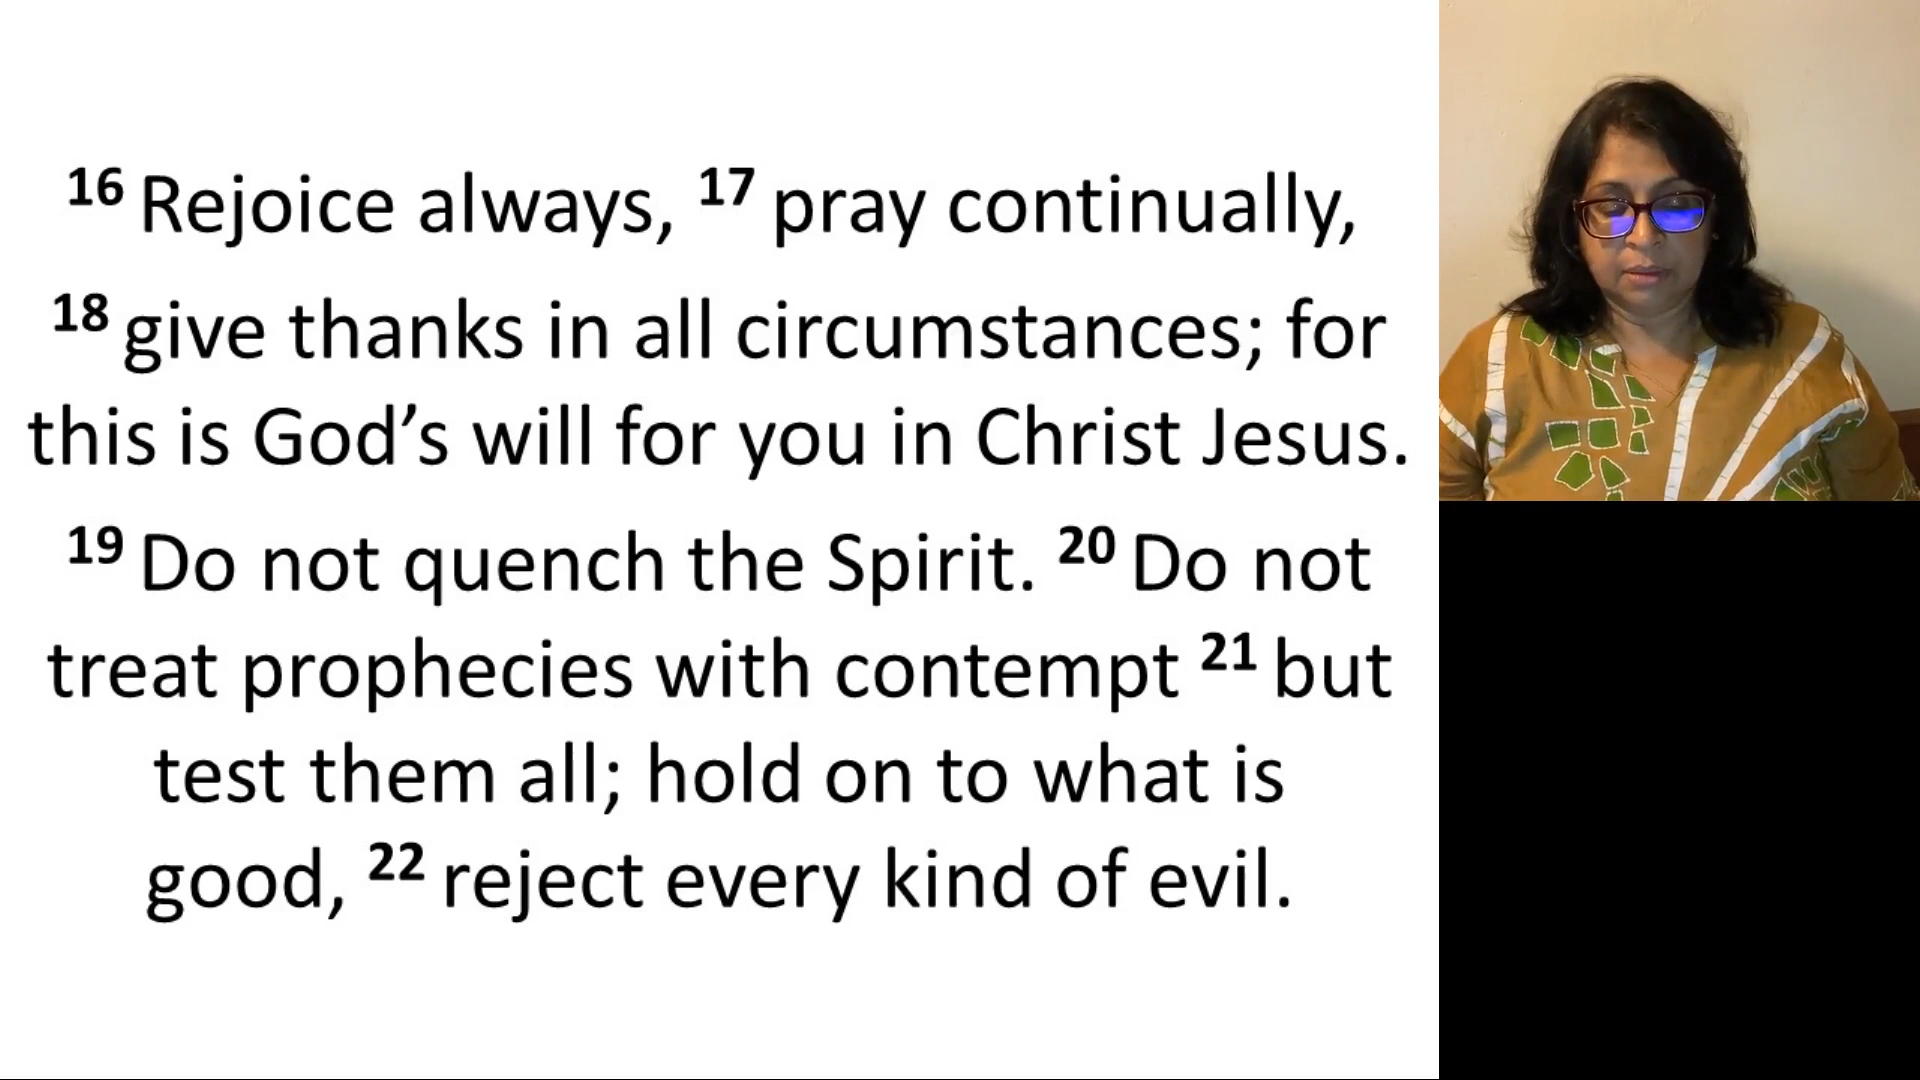 16 Rejoice always, 17 pray continually,
18 give thanks in all circumstances; for
this is God’s will for you in Christ Jesus.
19 Do not quench the Spirit. 20 Do not
treat prophecies with contempt 21 but
test them all; hold on to what is
good, 22 reject every kind of evil.